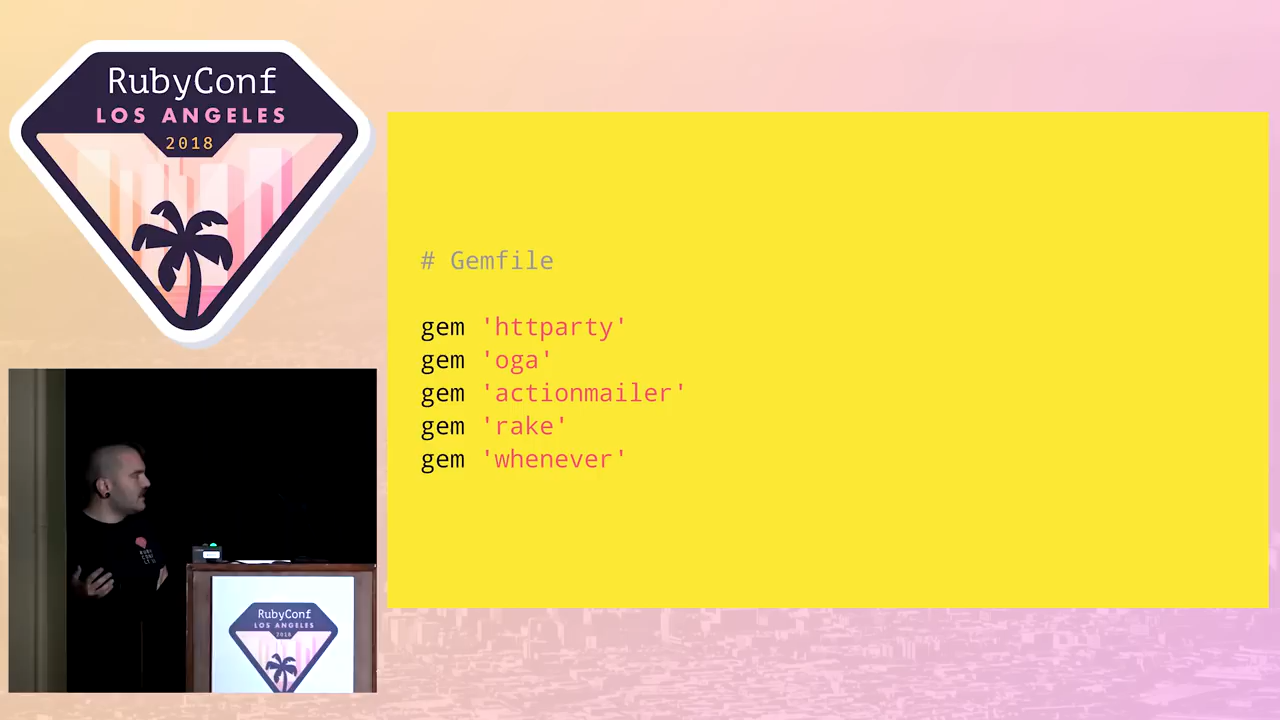 RubyConf
LOS ANGELES
2018
# Gemfile
gem 'httparty'
gem 'oga'
gem 'actionmailer'
gem 'rake'
gem 'whenever'
RubyConf
LOS ANGELES
2018